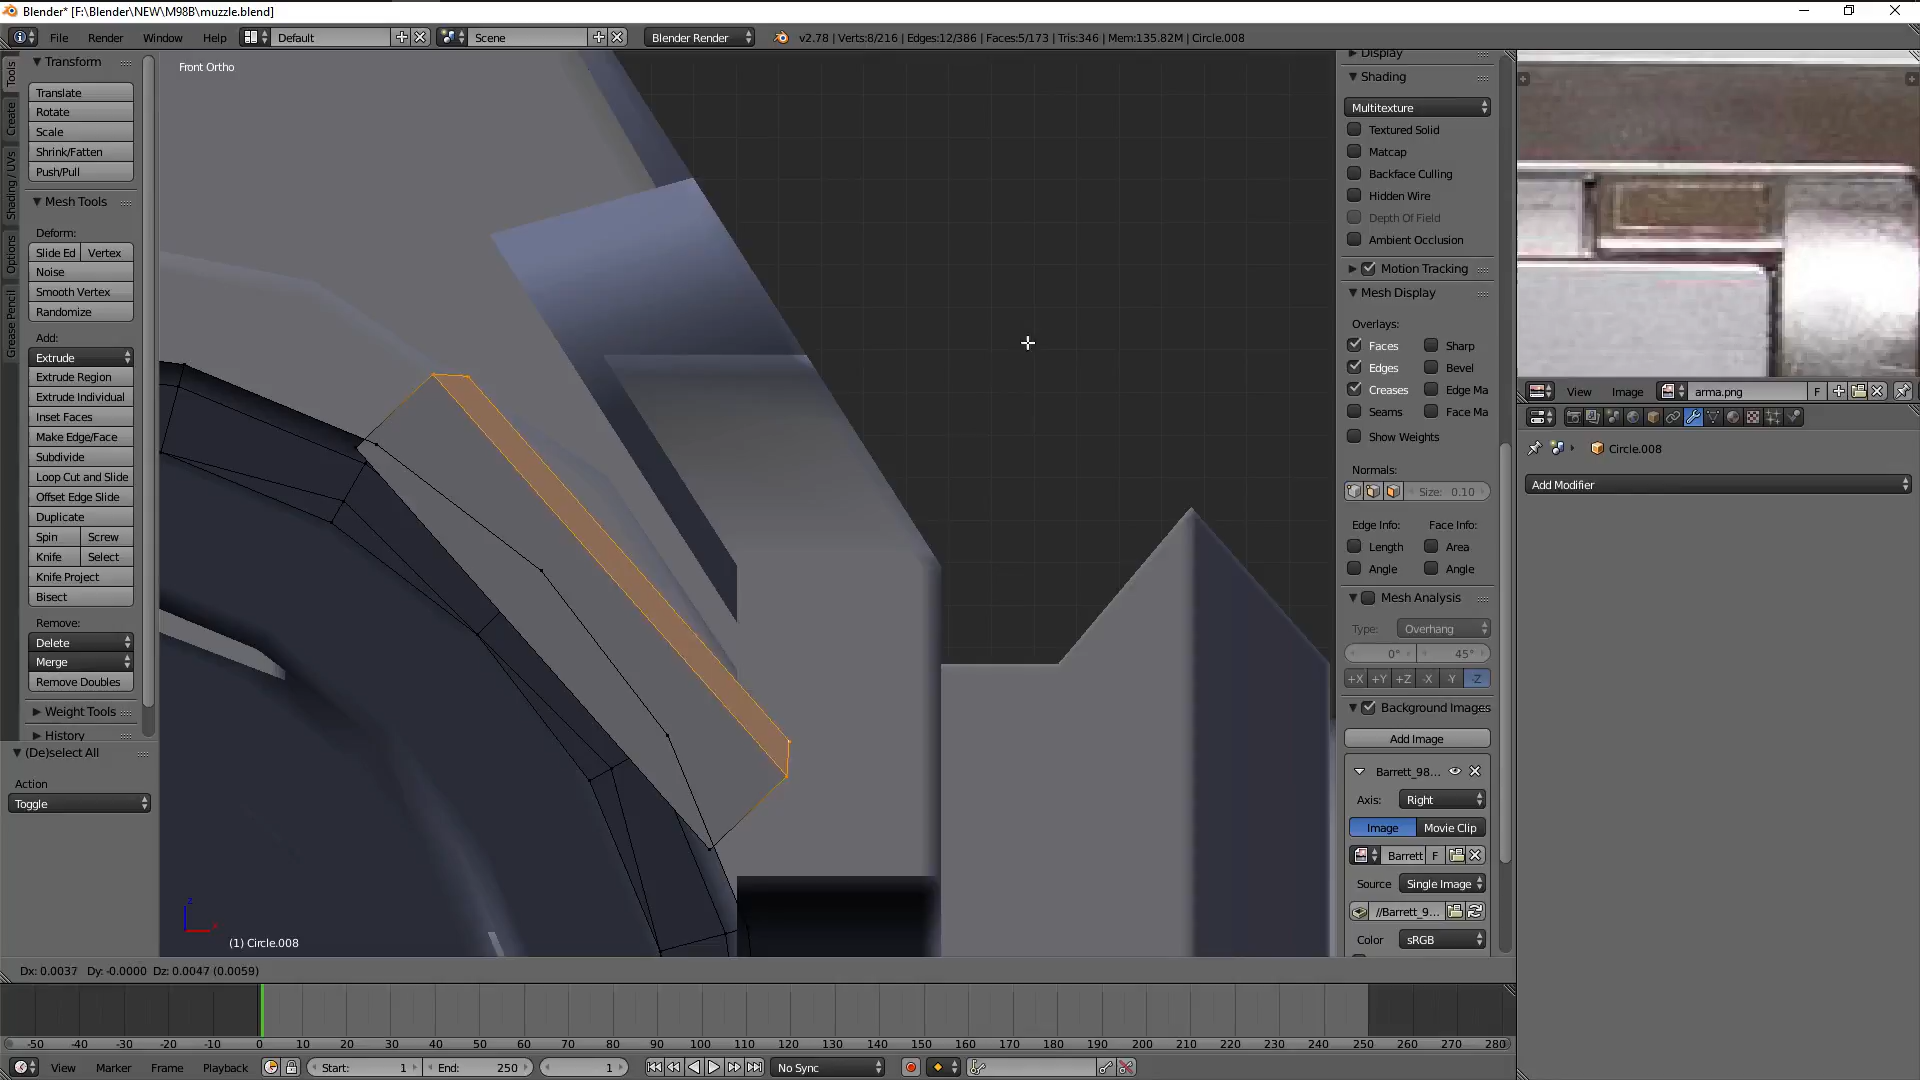 Blender* [F:\Blender\NEW\M98B\muzzle.blend]
File Render Window Help Default Scene Blender Render v2.78 | Verts:8/216 | Edges:12/386 | Faces:5/173 | Tris:346 | Mem:135.82M | Circle.008
Tools
Create
Shading / UVs
Options
Grease Pencil
Transform
Translate
Rotate
Scale
Shrink/Fatten
Push/Pull
Mesh Tools
Deform:
Slide Ed Vertex
Noise
Smooth Vertex
Randomize
Add:
Extrude
Extrude Region
Extrude Individual
Inset Faces
Make Edge/Face
Subdivide
Loop Cut and Slide
Offset Edge Slide
Duplicate
Spin Screw
Knife Select
Knife Project
Bisect
Remove:
Delete
Merge
Remove Doubles
Weight Tools
History
(De)select All
Action
Toggle
Front Ortho
z
x
(1) Circle.008
Display
Shading
Multitexture
Textured Solid
Matcap
Backface Culling
Hidden Wire
Depth Of Field
Ambient Occlusion
Motion Tracking
Mesh Display
Overlays:
Faces Sharp
Edges Bevel
Creases Edge Ma
Seams Face Ma
Show Weights
Normals:
Size: 0.10
Edge Info: Face Info:
Length Area
Angle Angle
Mesh Analysis
Type: Overhang
0° 45°
+X +Y +Z -X -Y -Z
Background Images
Add Image
Barrett_98...
Axis: Right
Image Movie Clip
Barrett F
Source Single Image
//Barrett_9...
Color sRGB
View Image arma.png F
Circle.008
Add Modifier
Dx: 0.0037 Dy: -0.0000 Dz: 0.0047 (0.0059)
-50 -40 -30 -20 -10 0 10 20 30 40 50 60 70 80 90 100 110 120 130 140 150 160 170 180 190 200 210 220 230 240 250 260 270 280
View Marker Frame Playback Start: 1 End: 250 1 No Sync